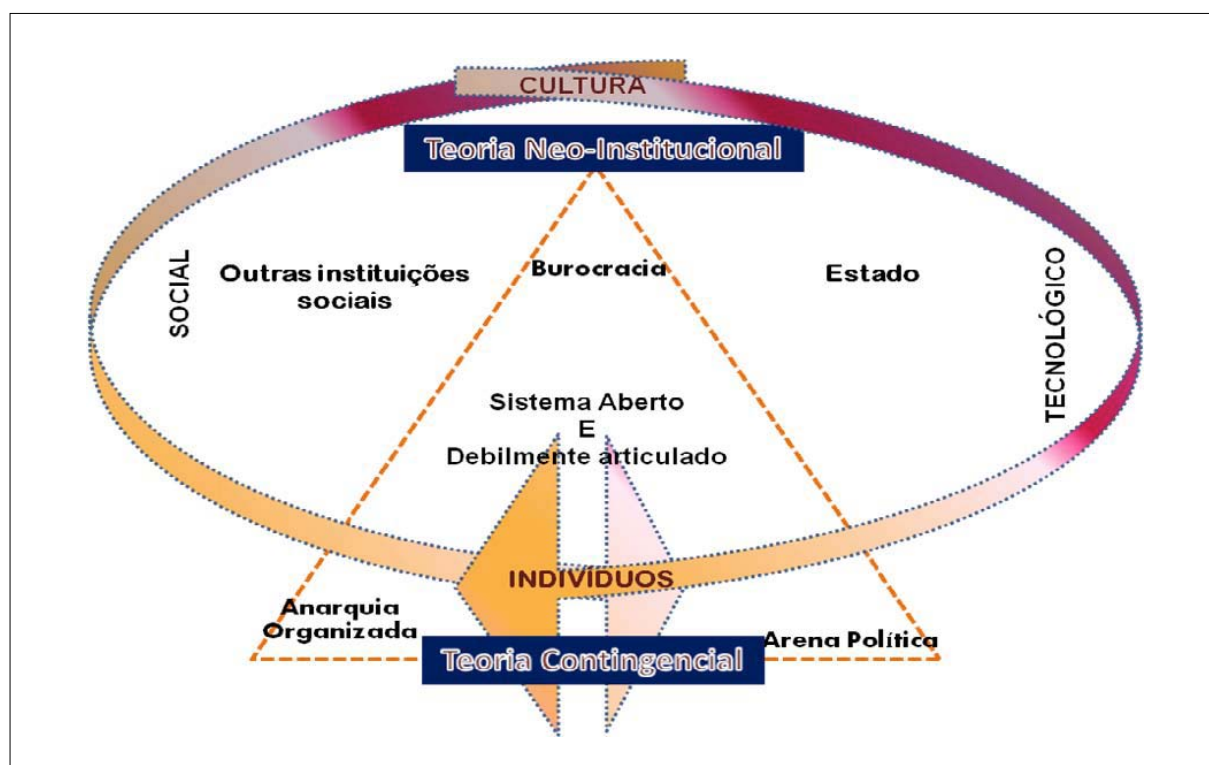 CULTURA
Teoria Neo-Institucional
SOCIAL
Outras instituições
sociais
Burocracia
Estado
TECNOLÓGICO
Sistema Aberto
E
Debilmente articulado
INDIVÍDUOS
Anarquia
Organizada
Teoria Contingencial
Arena Política